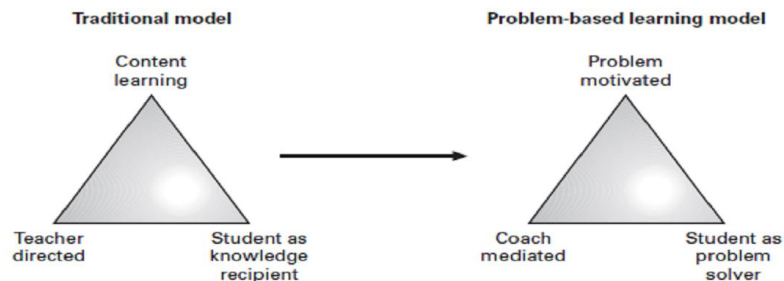 Traditional model
Problem-based learning model
Content
learning
Problem
motivated
Teacher
directed
Student as
knowledge
recipient
Coach
mediated
Student as
problem
solver